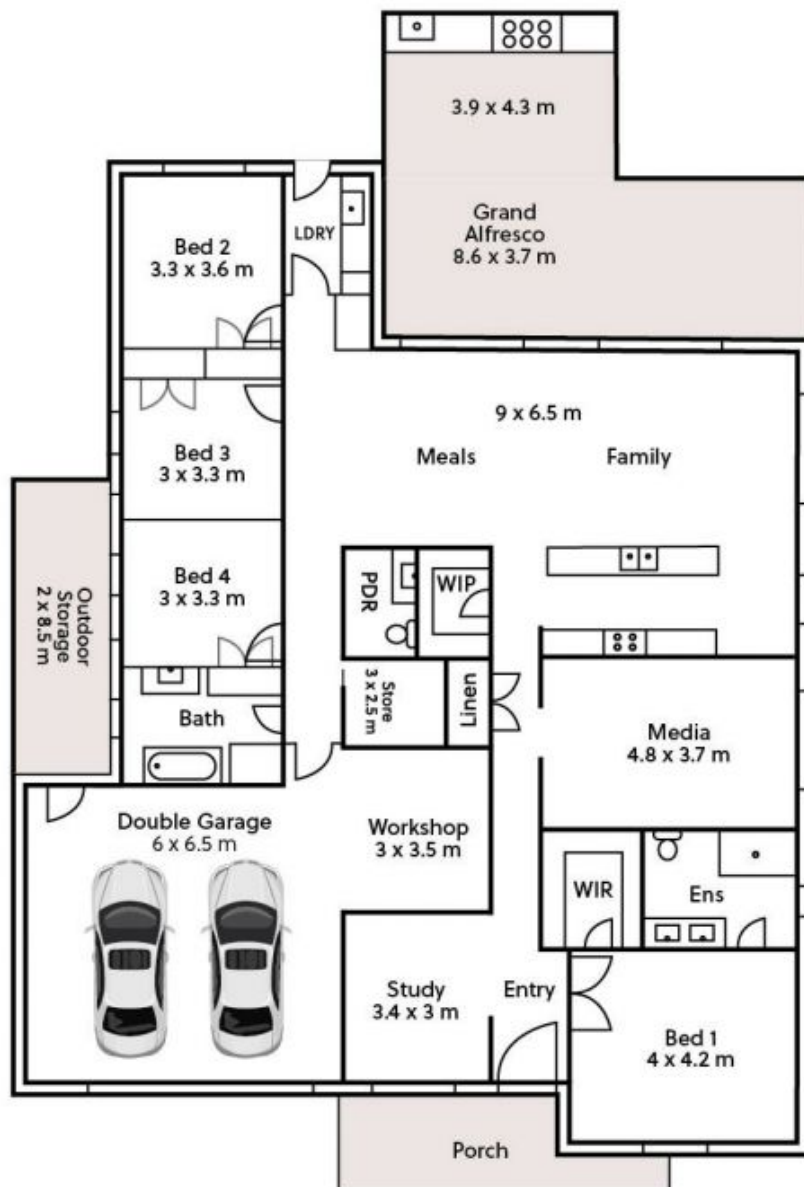 3.9 x 4.3 m
Grand
Alfresco
8.6 x 3.7 m
LDRY
Bed 2
3.3 x 3.6 m
9 x 6.5 m
Meals
Family
Bed 3
3 x 3.3 m
Bed 4
3 x 3.3 m
Outdoor
Storage
2 x 8.5 m
PDR
WIP
Store
3 x 2.5 m
Linen
Bath
Media
4.8 x 3.7 m
Double Garage
6 x 6.5 m
Workshop
3 x 3.5 m
WIR
Ens
Study
3.4 x 3 m
Entry
Bed 1
4 x 4.2 m
Porch